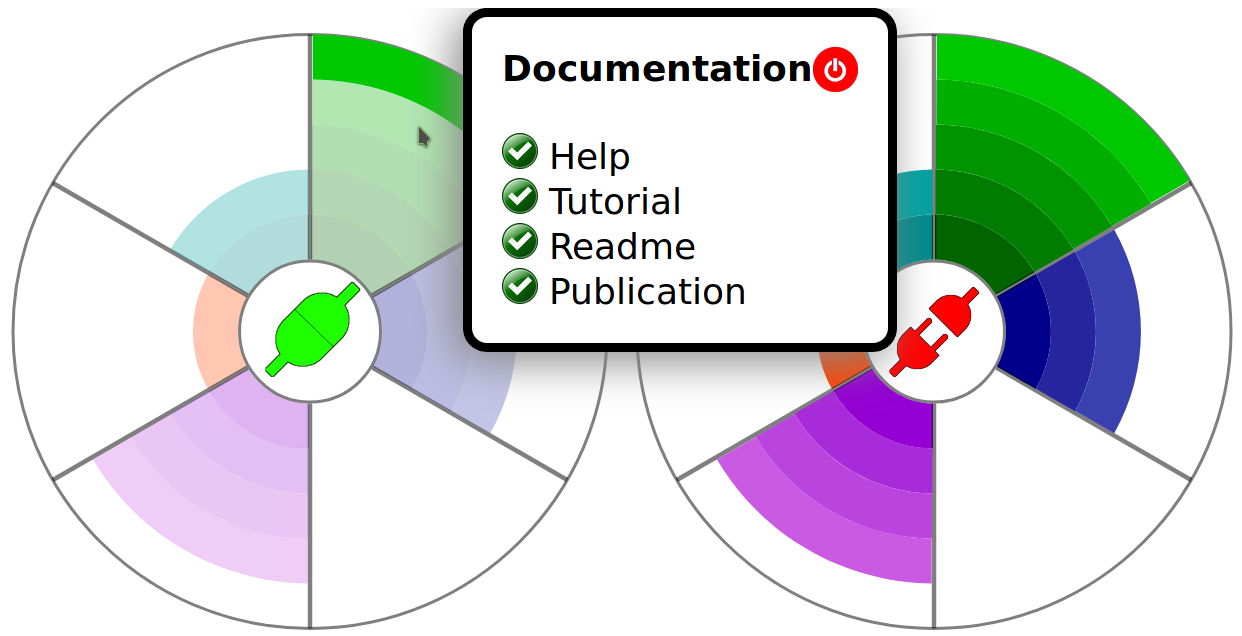 Documentation
Help
Tutorial
Readme
Publication